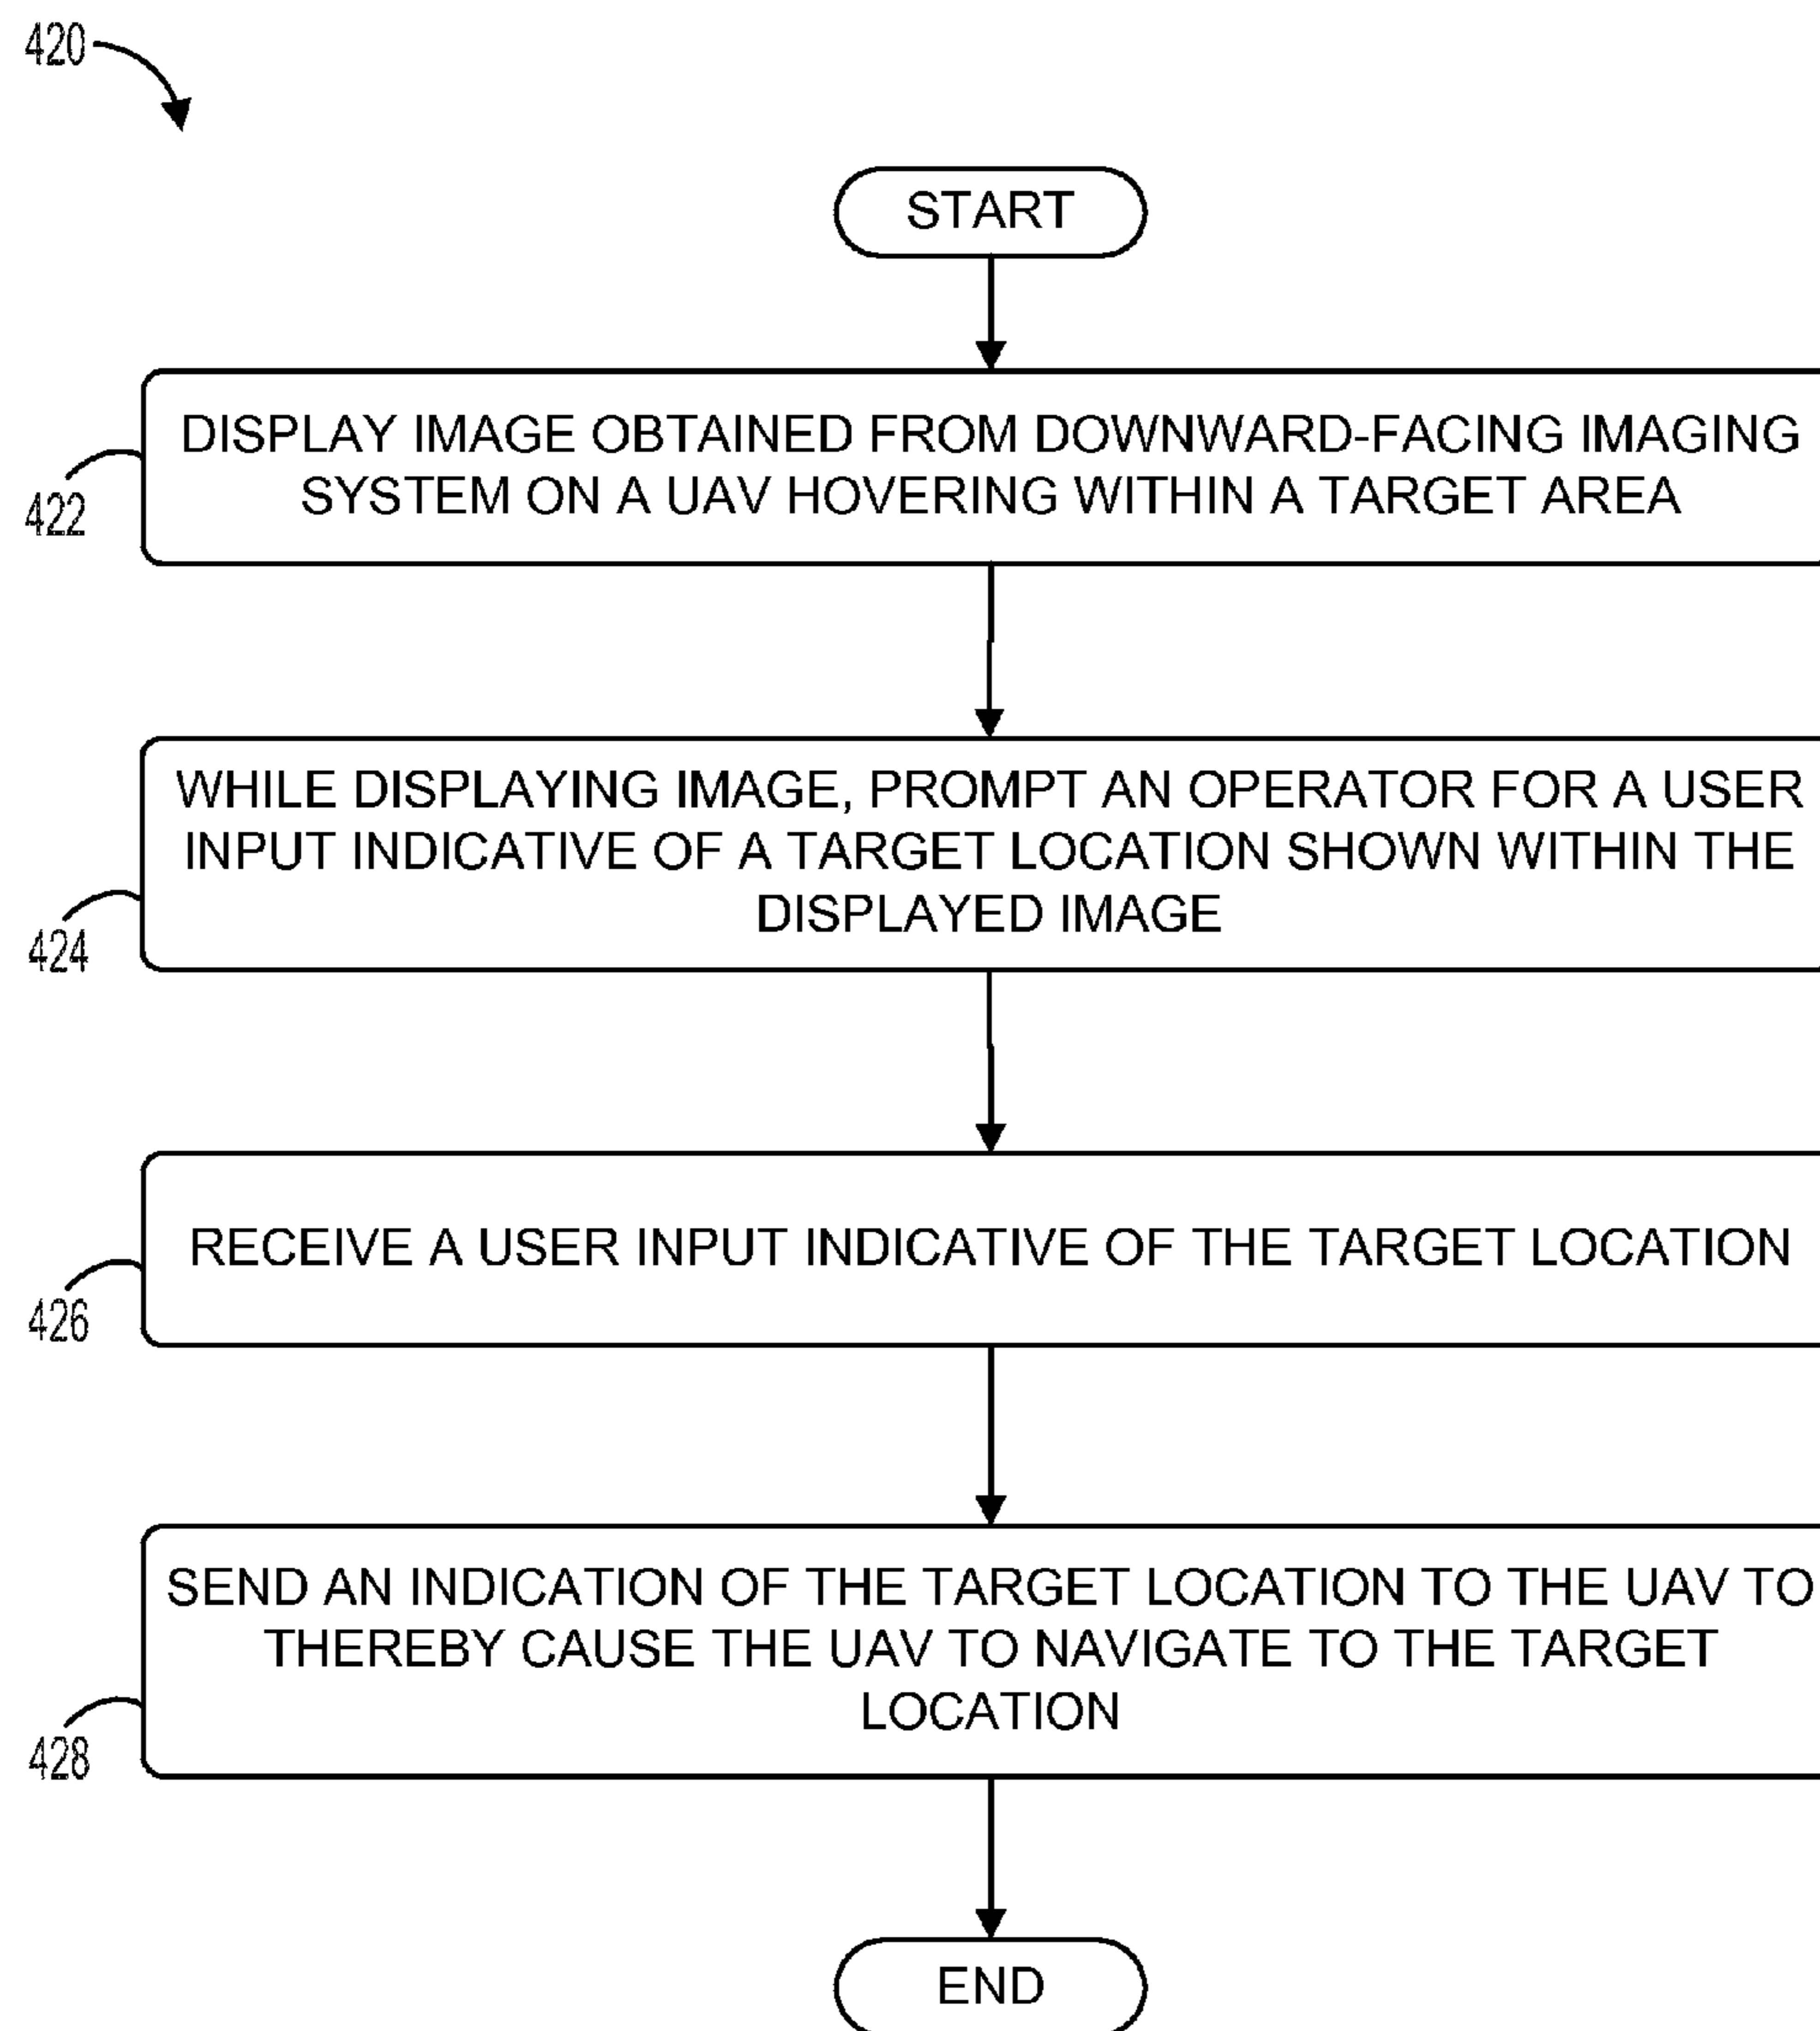 420
START
DISPLAY IMAGE OBTAINED FROM DOWNWARD-FACING IMAGING
SYSTEM ON A UAV HOVERING WITHIN A TARGET AREA
422
WHILE DISPLAYING IMAGE, PROMPT AN OPERATOR FOR A USER
INPUT INDICATIVE OF A TARGET LOCATION SHOWN WITHIN THE
DISPLAYED IMAGE
424
RECEIVE A USER INPUT INDICATIVE OF THE TARGET LOCATION
426
SEND AN INDICATION OF THE TARGET LOCATION TO THE UAV TO
THEREBY CAUSE THE UAV TO NAVIGATE TO THE TARGET
LOCATION
428
END